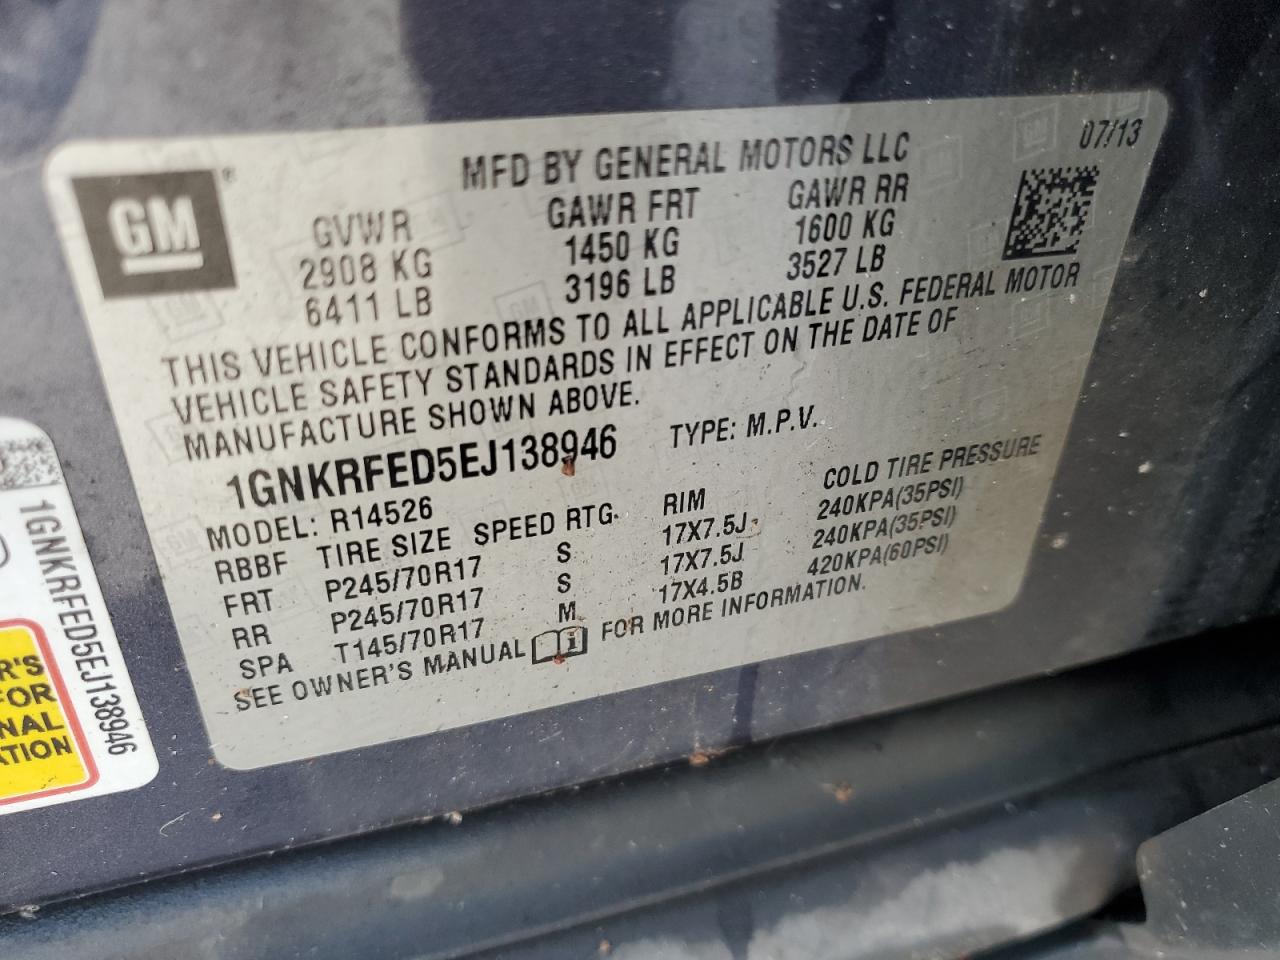 GM®
MFD BY GENERAL MOTORS LLC
07/13
GVWR GAWR FRT GAWR RR
2908 KG 1450 KG 1600 KG
6411 LB 3196 LB 3527 LB
THIS VEHICLE CONFORMS TO ALL APPLICABLE U.S. FEDERAL MOTOR
VEHICLE SAFETY STANDARDS IN EFFECT ON THE DATE OF
MANUFACTURE SHOWN ABOVE.
1GNKRFED5EJ138946 TYPE: M.P.V.
MODEL: R14526
RBBF TIRE SIZE SPEED RTG RIM COLD TIRE PRESSURE
FRT P245/70R17 S 17X7.5J 240KPA(35PSI)
RR P245/70R17 S 17X7.5J 240KPA(35PSI)
SPA T145/70R17 M 17X4.5B 420KPA(60PSI)
SEE OWNER'S MANUAL FOR MORE INFORMATION.
1GNKRFED5EJ138946
R'S
FOR
NAL
ATION